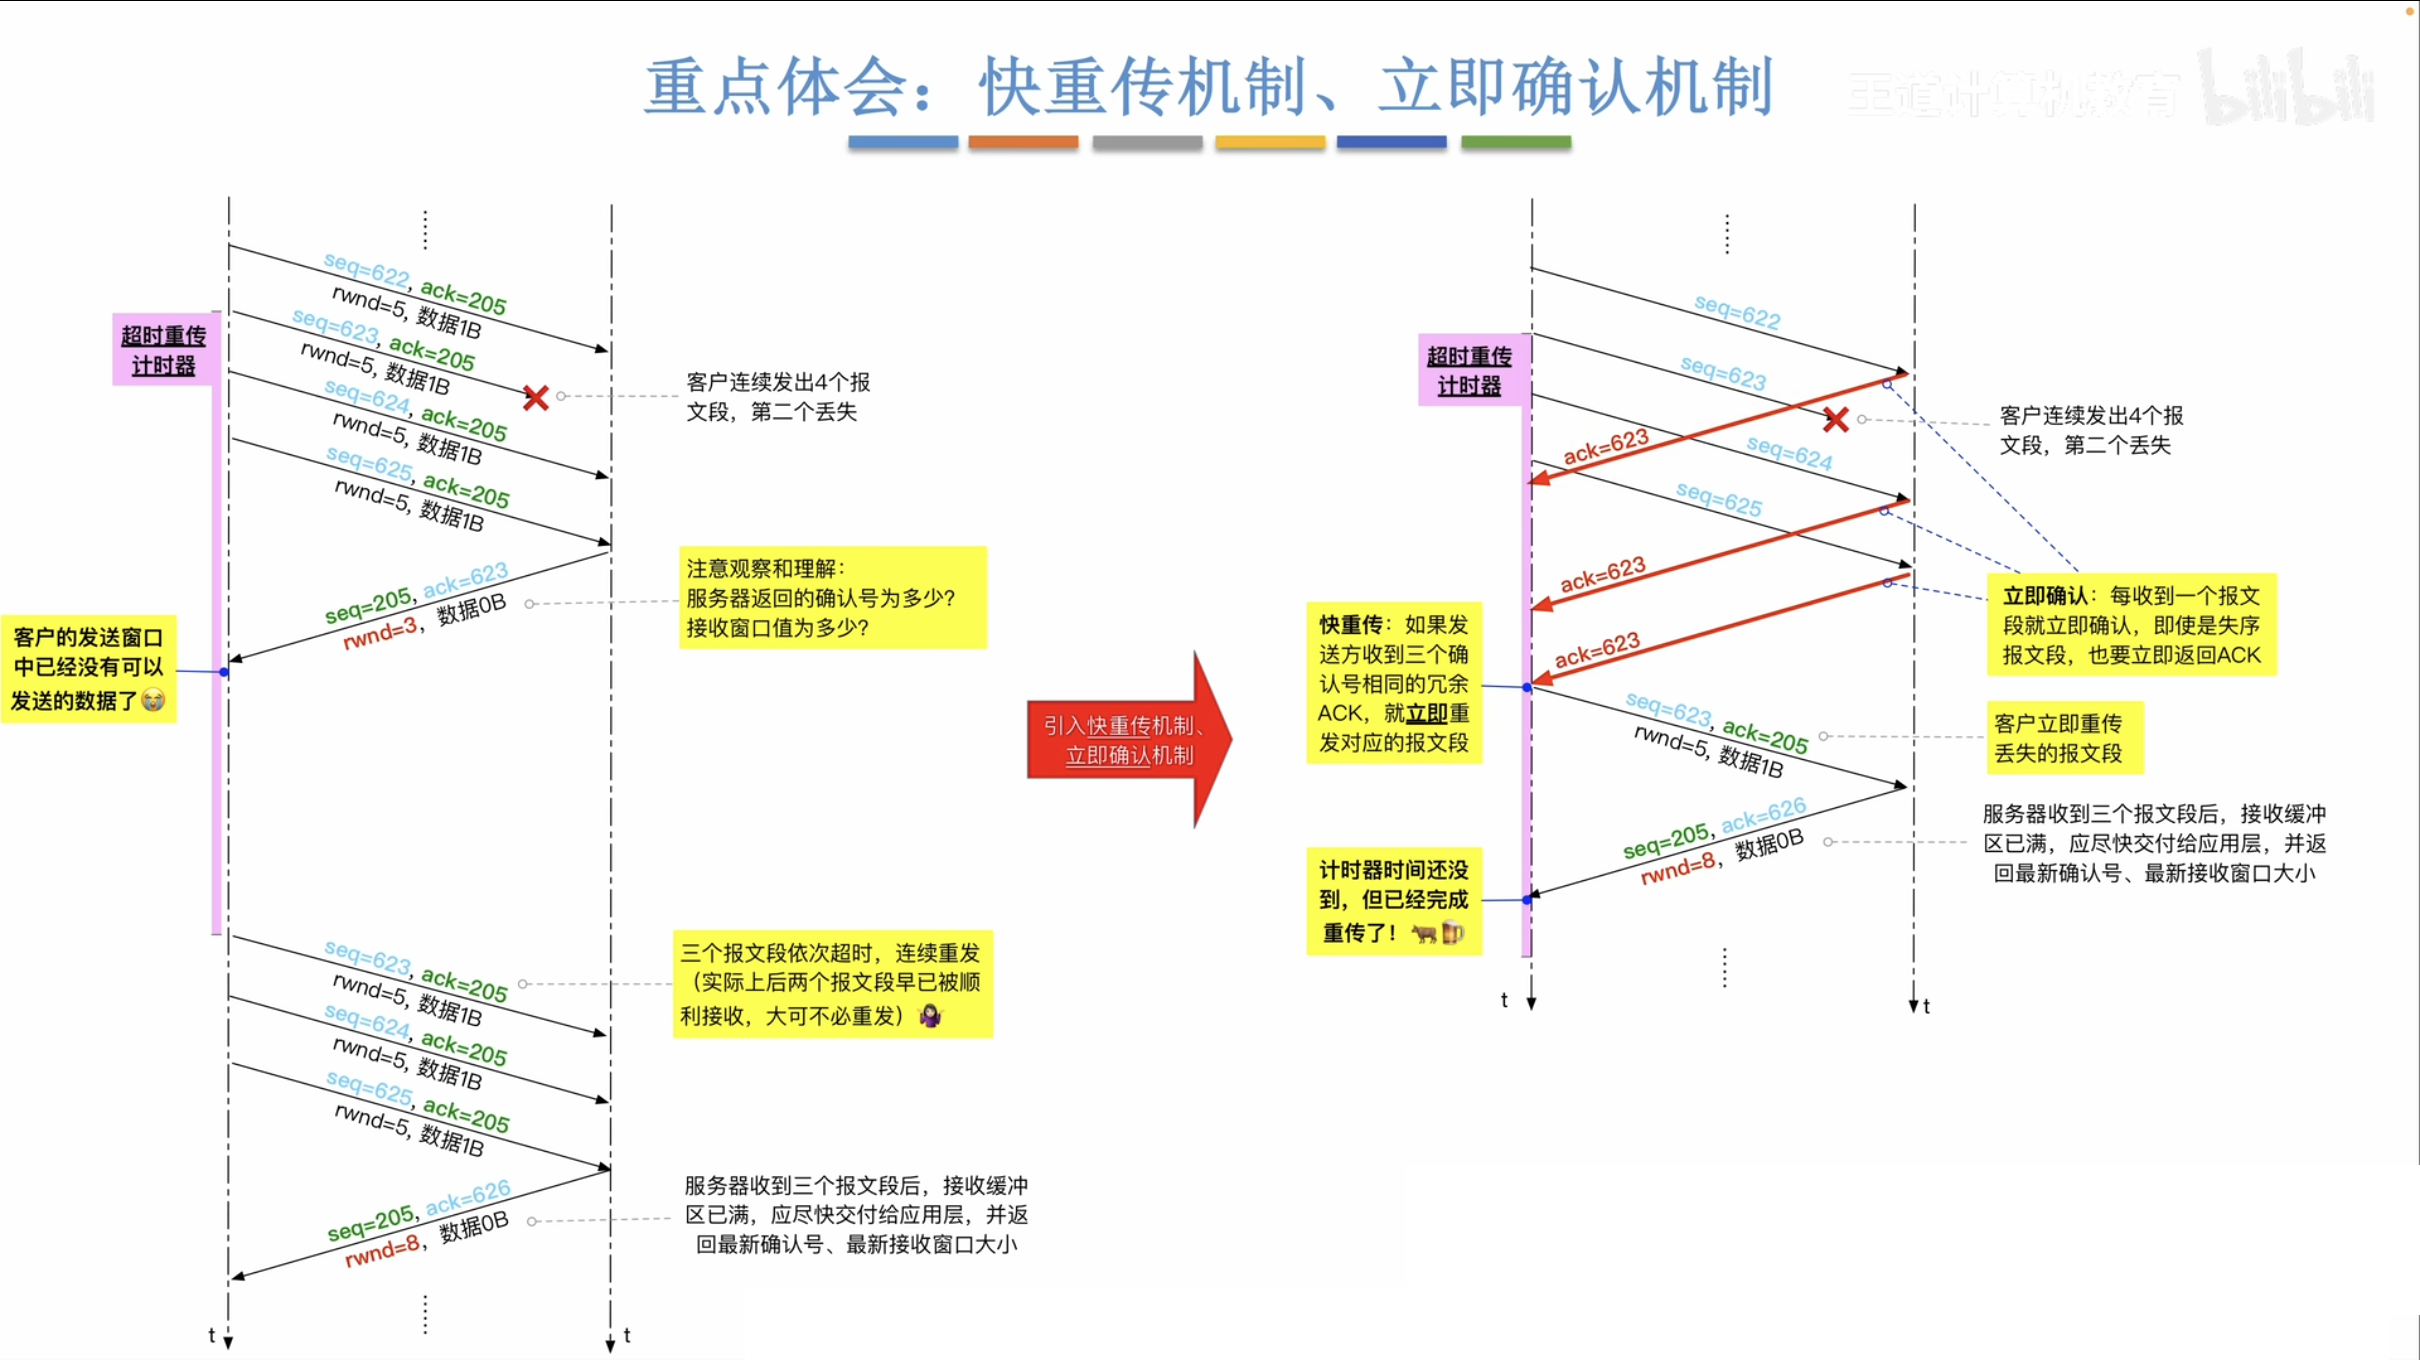 重点体会：快重传机制、立即确认机制
王道计算机教育
bilibili
seq=622, ack=205
rwnd=5, 数据1B
超时重传
计时器
seq=623, ack=205
rwnd=5, 数据1B
客户连续发出4个报
文段，第二个丢失
seq=624, ack=205
rwnd=5, 数据1B
seq=625, ack=205
rwnd=5, 数据1B
注意观察和理解：
服务器返回的确认号为多少？
接收窗口值为多少？
seq=205, ack=623
rwnd=3，数据0B
客户的发送窗口
中已经没有可以
发送的数据了😭
三个报文段依次超时，连续重发
（实际上后两个报文段早已被顺
利接收，大可不必重发）🤷‍♀️
seq=623, ack=205
rwnd=5, 数据1B
seq=624, ack=205
rwnd=5, 数据1B
seq=625, ack=205
rwnd=5, 数据1B
服务器收到三个报文段后，接收缓冲
区已满，应尽快交付给应用层，并返
回最新确认号、最新接收窗口大小
seq=205, ack=626
rwnd=8，数据0B
t
t
引入快重传机制、
立即确认机制
seq=622
超时重传
计时器
seq=623
客户连续发出4个报
文段，第二个丢失
ack=623
seq=624
seq=625
ack=623
立即确认：每收到一个报文
段就立即确认，即使是失序
报文段，也要立即返回ACK
ack=623
快重传：如果发
送方收到三个确
认号相同的冗余
ACK，就立即重
发对应的报文段
seq=623, ack=205
rwnd=5, 数据1B
客户立即重传
丢失的报文段
seq=205, ack=626
rwnd=8，数据0B
服务器收到三个报文段后，接收缓冲
区已满，应尽快交付给应用层，并返
回最新确认号、最新接收窗口大小
计时器时间还没
到，但已经完成
重传了！🐂🍺
t
t